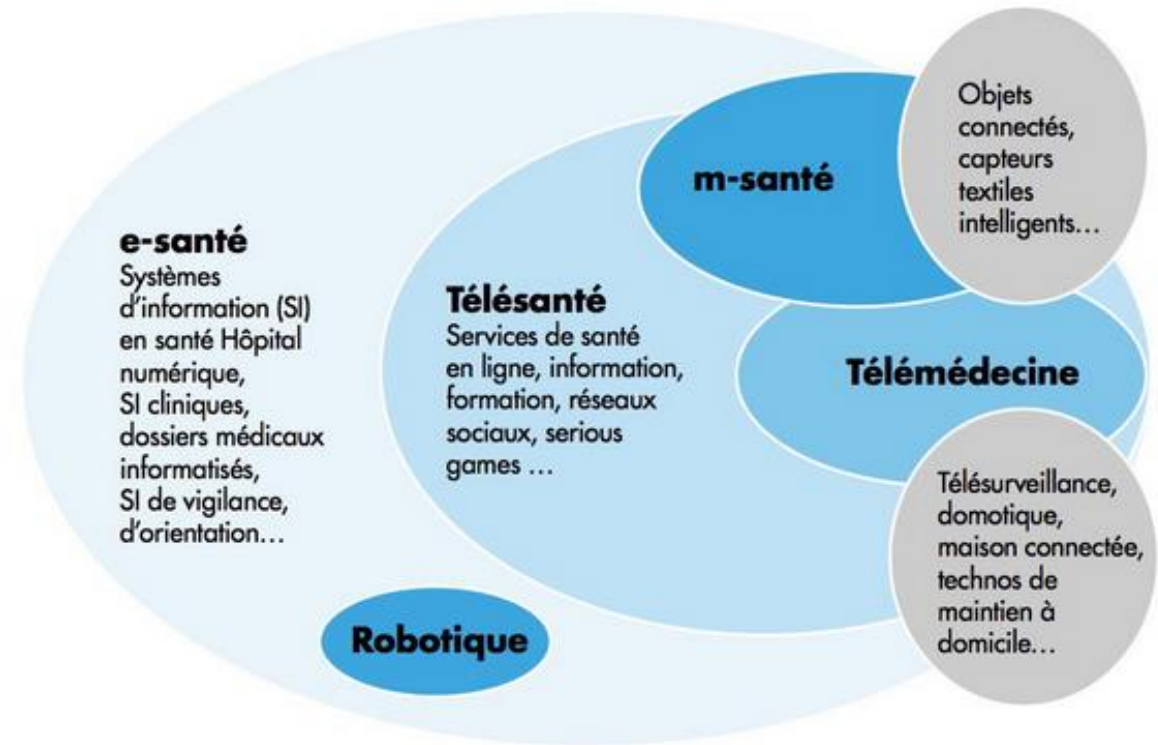 e-santé
Systèmes
d’information (SI)
en santé Hôpital
numérique,
SI cliniques,
dossiers médicaux
informatisés,
SI de vigilance,
d’orientation…
Télésanté
Services de santé
en ligne, information,
formation, réseaux
sociaux, serious
games …
m-santé
Objets
connectés,
capteurs
textiles
intelligents…
Télémédecine
Télésurveillance,
domotique,
maison connectée,
technos de
maintien à
domicile…
Robotique